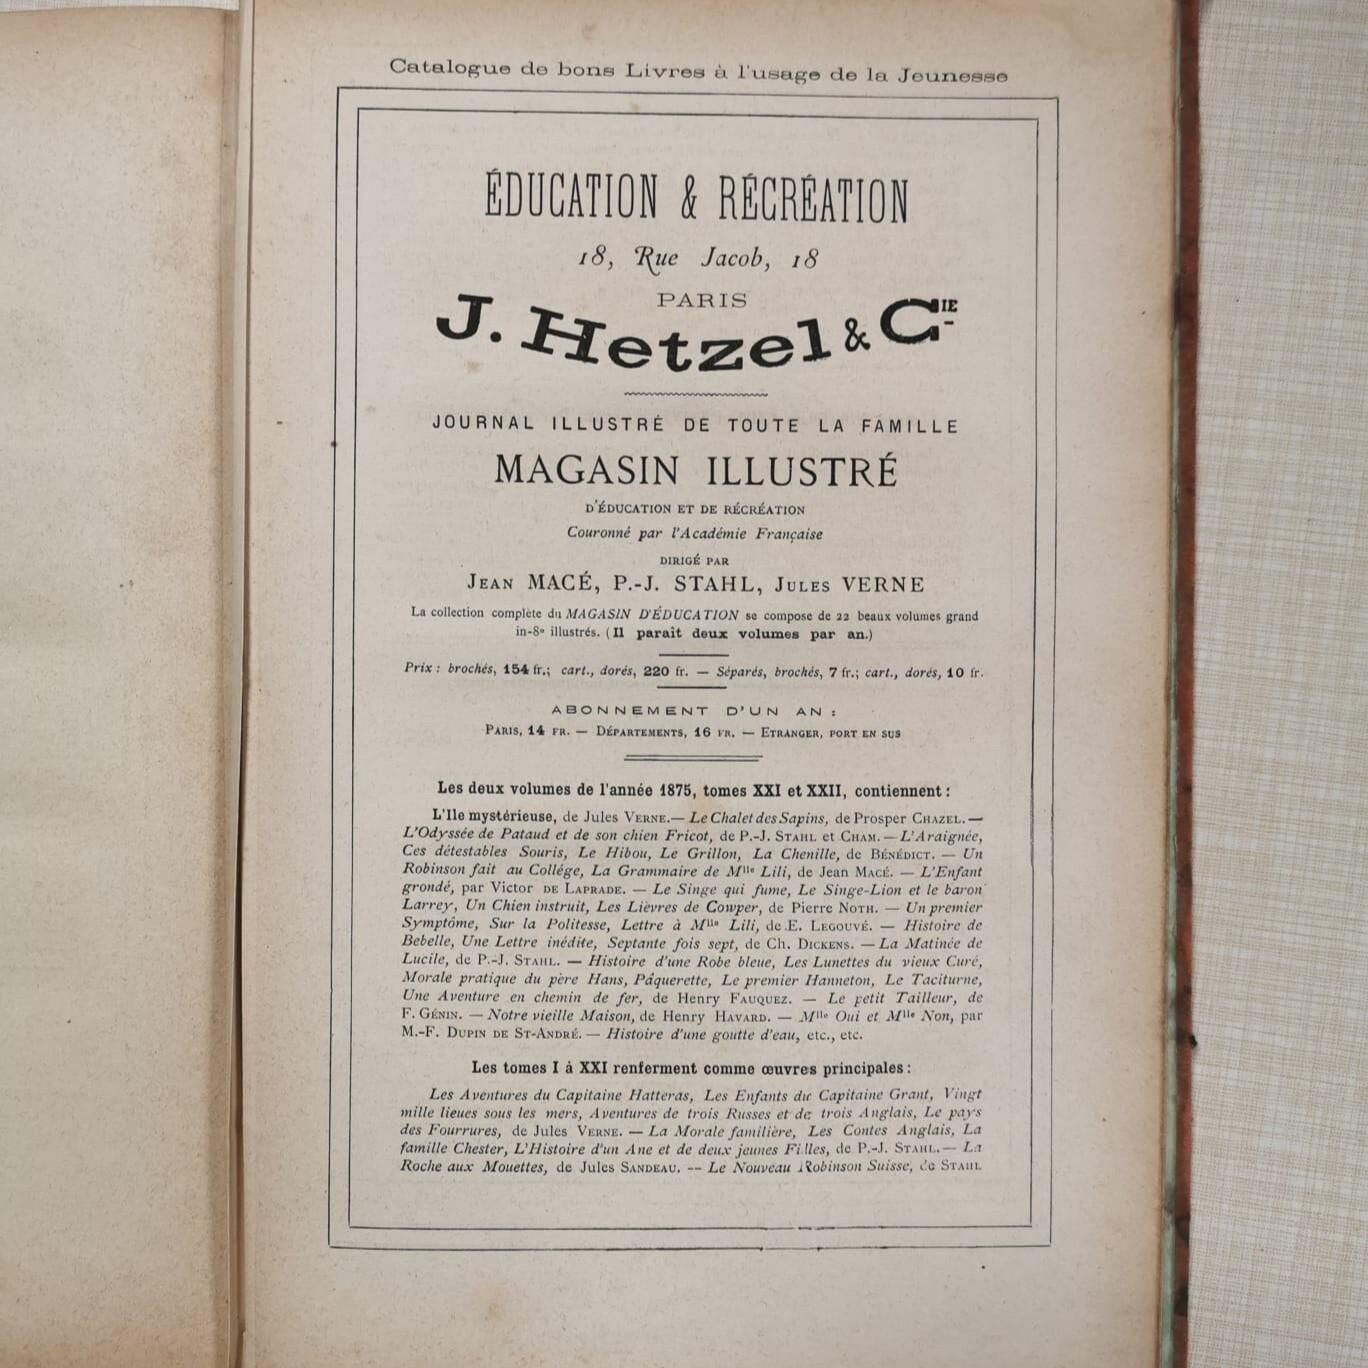 Catalogue de bons Livres à l'usage de la Jeunesse
ÉDUCATION & RÉCRÉATION
18, Rue Jacob, 18
PARIS
J. Hetzel & CIE
JOURNAL ILLUSTRÉ DE TOUTE LA FAMILLE
MAGASIN ILLUSTRÉ
D'ÉDUCATION ET DE RÉCRÉATION
Couronné par l'Académie Française
DIRIGÉ PAR
JEAN MACÉ, P.-J. STAHL, JULES VERNE
La collection complète du MAGASIN D'ÉDUCATION se compose de 22 beaux volumes grand
in-8º illustrés. (Il paraît deux volumes par an.)
Prix : brochés, 154 fr.; cart., dorés, 220 fr. — Séparés, brochés, 7 fr.; cart., dorés, 10 fr.
ABONNEMENT D'UN AN :
PARIS, 14 FR. — DÉPARTEMENTS, 16 FR. — ETRANGER, PORT EN SUS
Les deux volumes de l'année 1875, tomes XXI et XXII, contiennent :
L'Ile mystérieuse, de Jules VERNE.— Le Chalet des Sapins, de Prosper CHAZEL.—
L'Odyssée de Pataud et de son chien Fricot, de P.-J. STAHL et CHAM. — L'Araignée,
Ces détestables Souris, Le Hibou, Le Grillon, La Chenille, de BÉNÉDICT. — Un
Robinson fait au Collége, La Grammaire de Mlle Lili, de Jean MACÉ. — L'Enfant
grondé, par Victor DE LAPRADE. — Le Singe qui fume, Le Singe-Lion et le baron
Larrey, Un Chien instruit, Les Lièvres de Cowper, de Pierre NOTH. — Un premier
Symptôme, Sur la Politesse, Lettre à Mlle Lili, de E. LEGOUVÉ. — Histoire de
Bebelle, Une Lettre inédite, Septante fois sept, de Ch. DICKENS. — La Matinée de
Lucile, de P.-J. STAHL. — Histoire d'une Robe bleue, Les Lunettes du vieux Curé,
Morale pratique du père Hans, Pâquerette, Le premier Hanneton, Le Taciturne,
Une Aventure en chemin de fer, de Henry FAUQUEZ. — Le petit Tailleur, de
F. GÉNIN. — Notre vieille Maison, de Henry HAVARD. — Mlle Oui et Mlle Non, par
M.-F. DUPIN DE ST-ANDRÉ. — Histoire d'une goutte d'eau, etc., etc.
Les tomes I à XXI renferment comme œuvres principales :
Les Aventures du Capitaine Hatteras, Les Enfants du Capitaine Grant, Vingt
mille lieues sous les mers, Aventures de trois Russes et de trois Anglais, Le pays
des Fourrures, de Jules VERNE. — La Morale familière, Les Contes Anglais, La
famille Chester, L'Histoire d'un Ane et de deux jeunes Filles, de P.-J. STAHL. — La
Roche aux Mouettes, de Jules SANDEAU. -- Le Nouveau Robinson Suisse, de STAHL